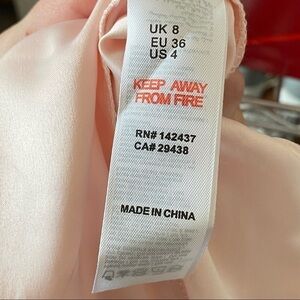 UK 8
EU 36
US 4
KEEP AWAY
FROM FIRE
RN# 142437
CA# 29438
MADE IN CHINA